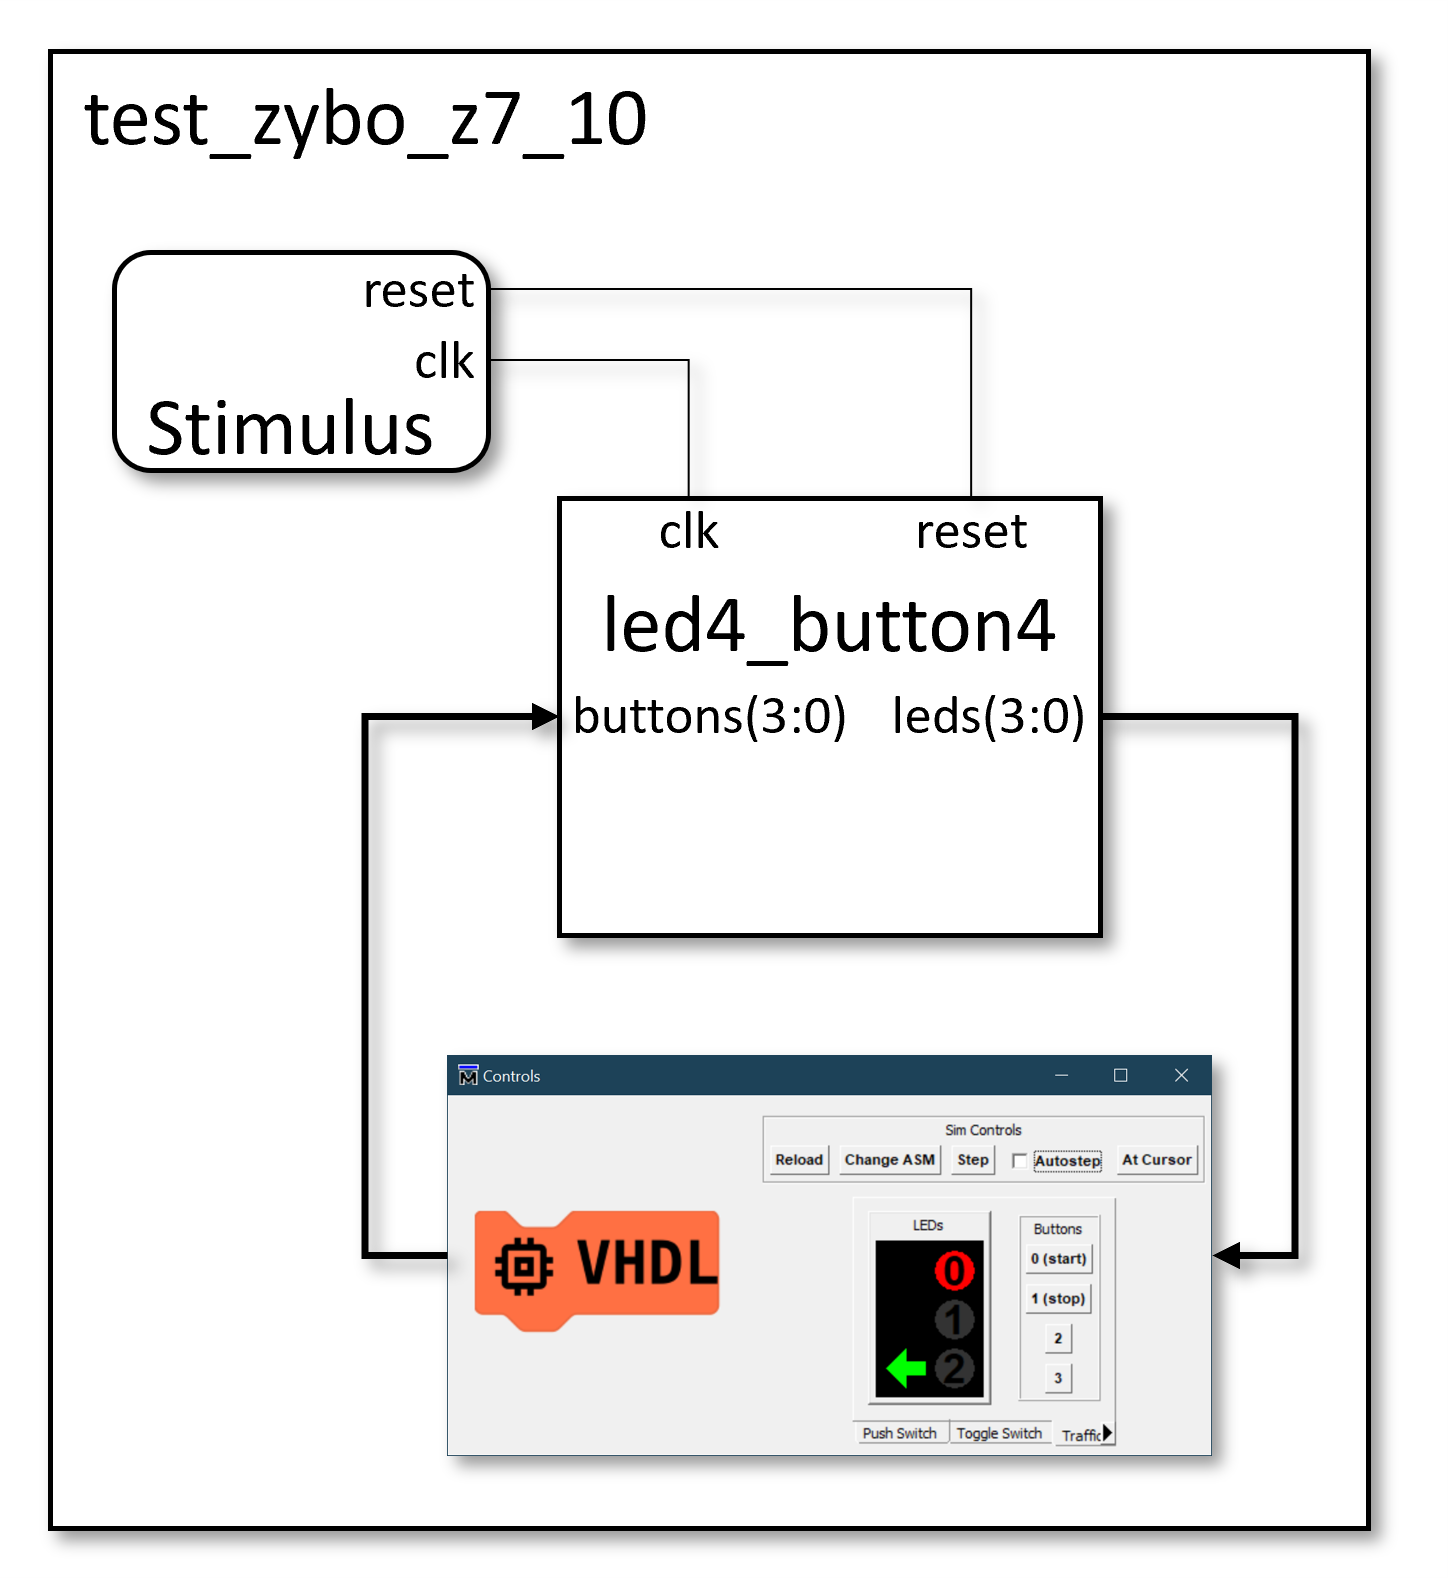 test_zybo_z7_10
reset
clk
Stimulus
clk reset
led4_button4
buttons(3:0) leds(3:0)
Controls
Sim Controls
Reload Change ASM Step Autostep At Cursor
VHDL
LEDs
0
1
2
Buttons
0 (start)
1 (stop)
2
3
Push Switch Toggle Switch Traffic